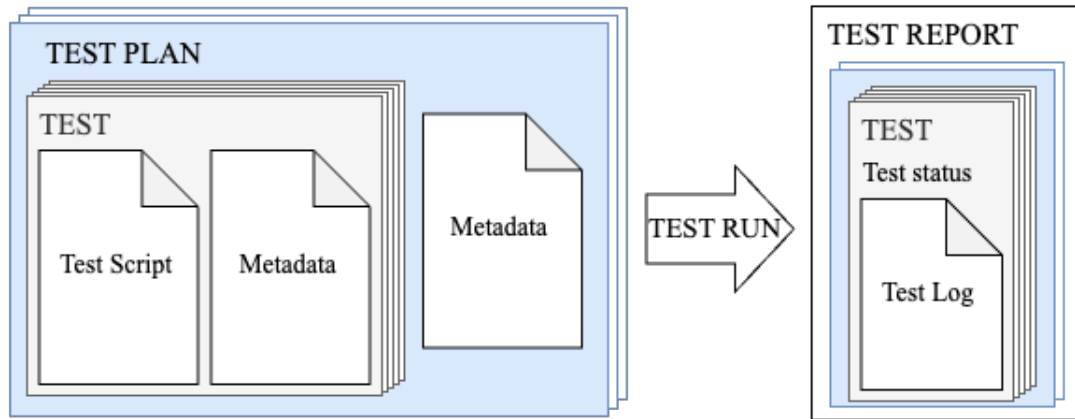 TEST PLAN
TEST
Test Script
Metadata
Metadata
TEST RUN
TEST REPORT
TEST
Test status
Test Log